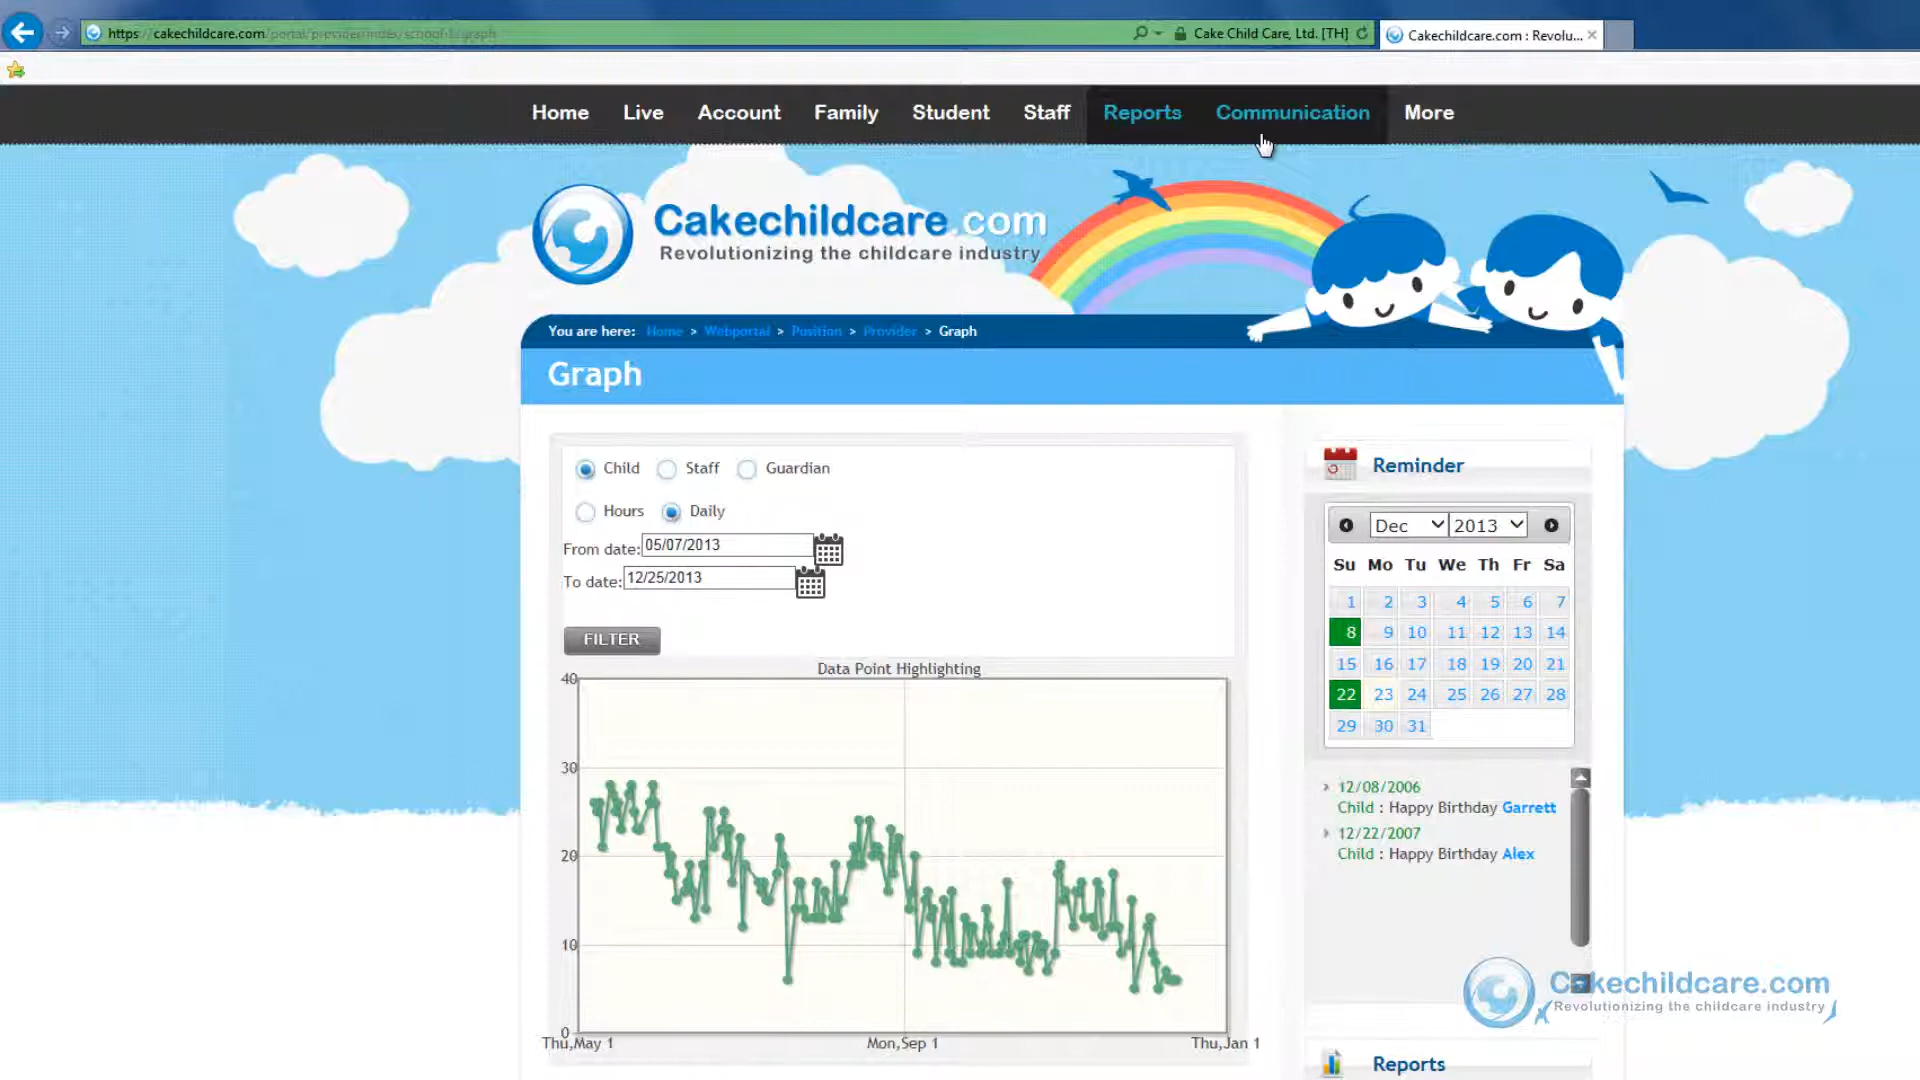 https://cakechildcare.com/portal/provider/index/school-1/graph
Cake Child Care, Ltd. [TH]
Cakechildcare.com : Revolu...
Home Live Account Family Student Staff Reports Communication More
Cakechildcare.com
Revolutionizing the childcare industry
You are here: Home > Webportal > Position > Provider > Graph
Graph
Child Staff Guardian
Hours Daily
From date: 05/07/2013
To date: 12/25/2013
FILTER
Data Point Highlighting
40
30
20
10
0
Thu,May 1 Mon,Sep 1 Thu,Jan 1
Reminder
Dec 2013
Su Mo Tu We Th Fr Sa
1 2 3 4 5 6 7
8 9 10 11 12 13 14
15 16 17 18 19 20 21
22 23 24 25 26 27 28
29 30 31
12/08/2006
Child : Happy Birthday Garrett
12/22/2007
Child : Happy Birthday Alex
Cakechildcare.com
Revolutionizing the childcare industry
Reports